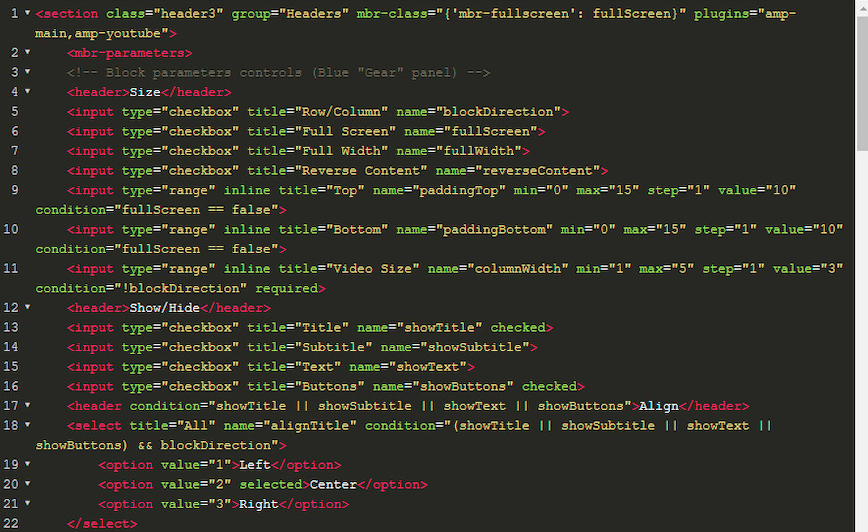 1 <section class="header3" group="Headers" mbr-class="{'mbr-fullscreen': fullScreen}" plugins="amp-
main,amp-youtube">
2 <mbr-parameters>
3 <!-- Block parameters controls (Blue "Gear" panel) -->
4 <header>Size</header>
5 <input type="checkbox" title="Row/Column" name="blockDirection">
6 <input type="checkbox" title="Full Screen" name="fullScreen">
7 <input type="checkbox" title="Full Width" name="fullWidth">
8 <input type="checkbox" title="Reverse Content" name="reverseContent">
9 <input type="range" inline title="Top" name="paddingTop" min="0" max="15" step="1" value="10"
condition="fullScreen == false">
10 <input type="range" inline title="Bottom" name="paddingBottom" min="0" max="15" step="1" value="10"
condition="fullScreen == false">
11 <input type="range" inline title="Video Size" name="columnWidth" min="1" max="5" step="1" value="3"
condition="!blockDirection" required>
12 <header>Show/Hide</header>
13 <input type="checkbox" title="Title" name="showTitle" checked>
14 <input type="checkbox" title="Subtitle" name="showSubtitle">
15 <input type="checkbox" title="Text" name="showText">
16 <input type="checkbox" title="Buttons" name="showButtons" checked>
17 <header condition="showTitle || showSubtitle || showText || showButtons">Align</header>
18 <select title="All" name="alignTitle" condition="(showTitle || showSubtitle || showText ||
showButtons) && blockDirection">
19 <option value="1">Left</option>
20 <option value="2" selected>Center</option>
21 <option value="3">Right</option>
22 </select>